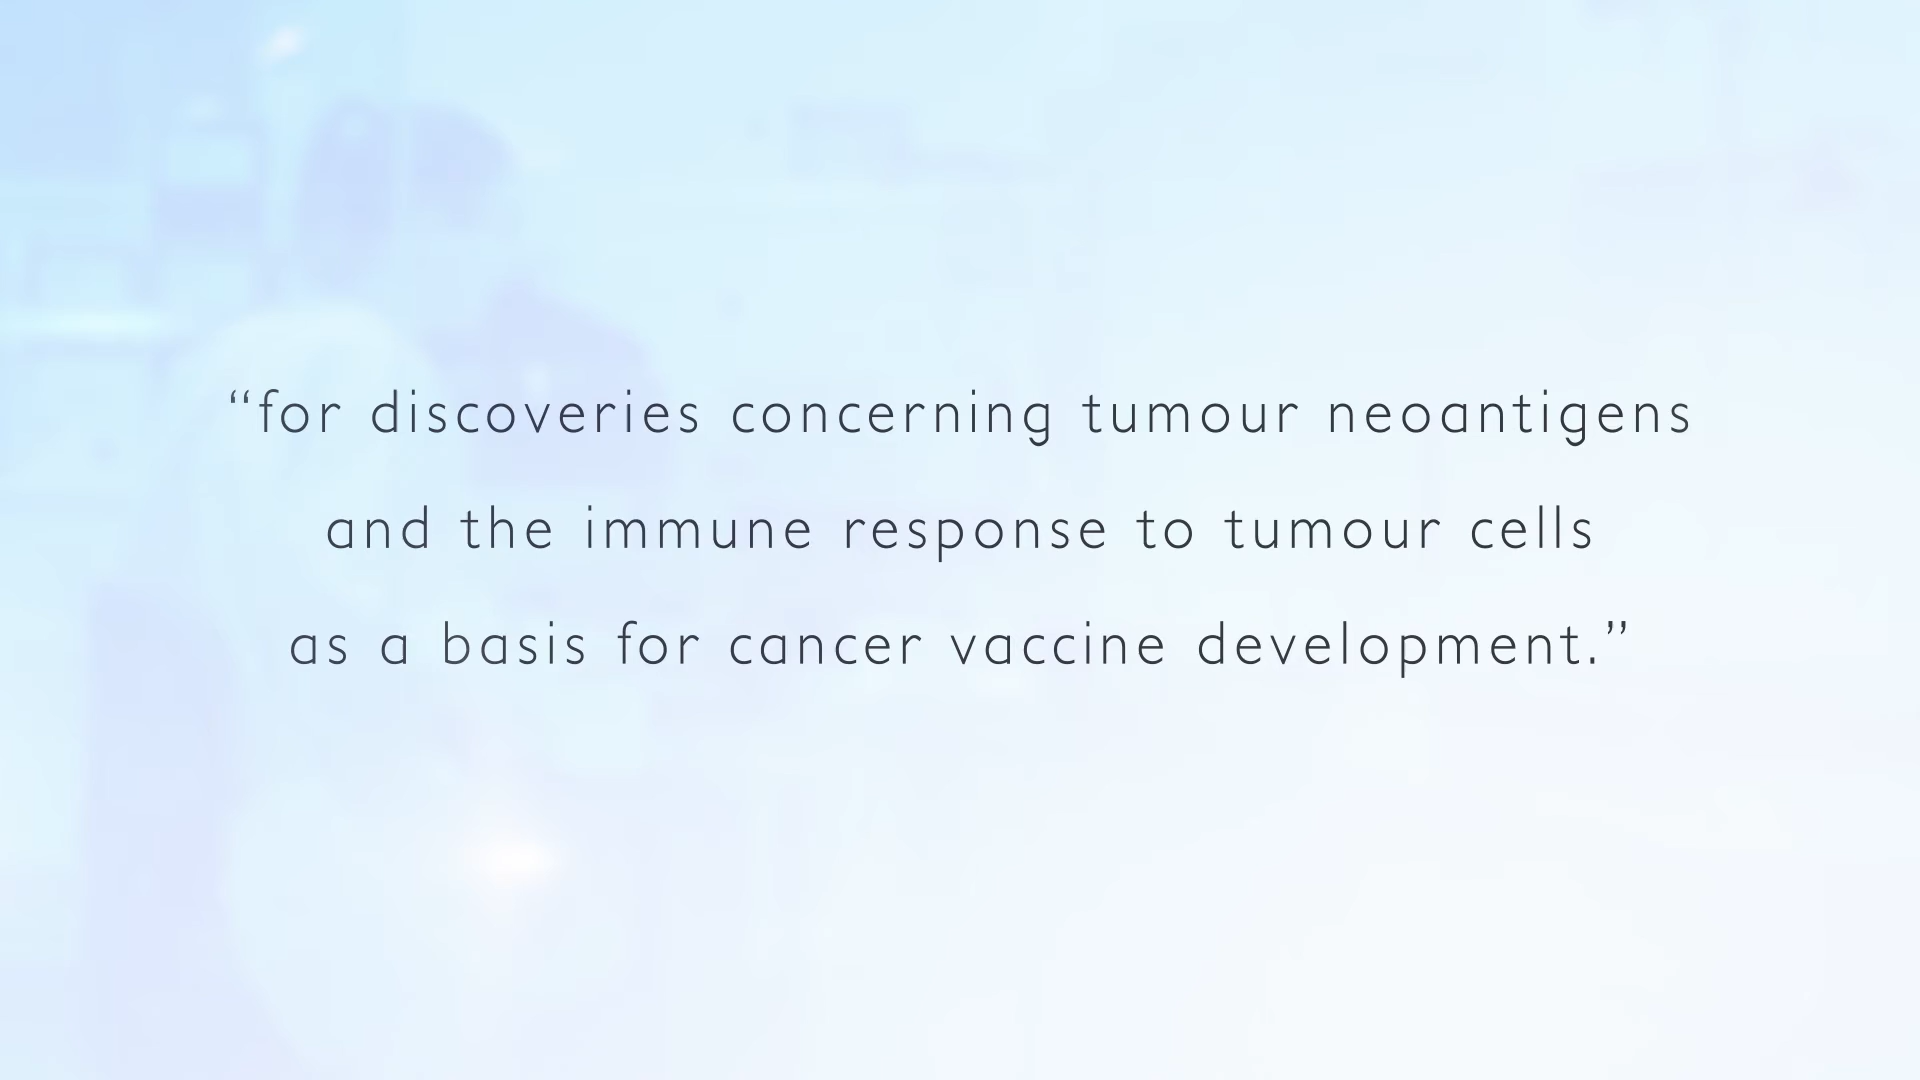 “for discoveries concerning tumour neoantigens
and the immune response to tumour cells
as a basis for cancer vaccine development.”